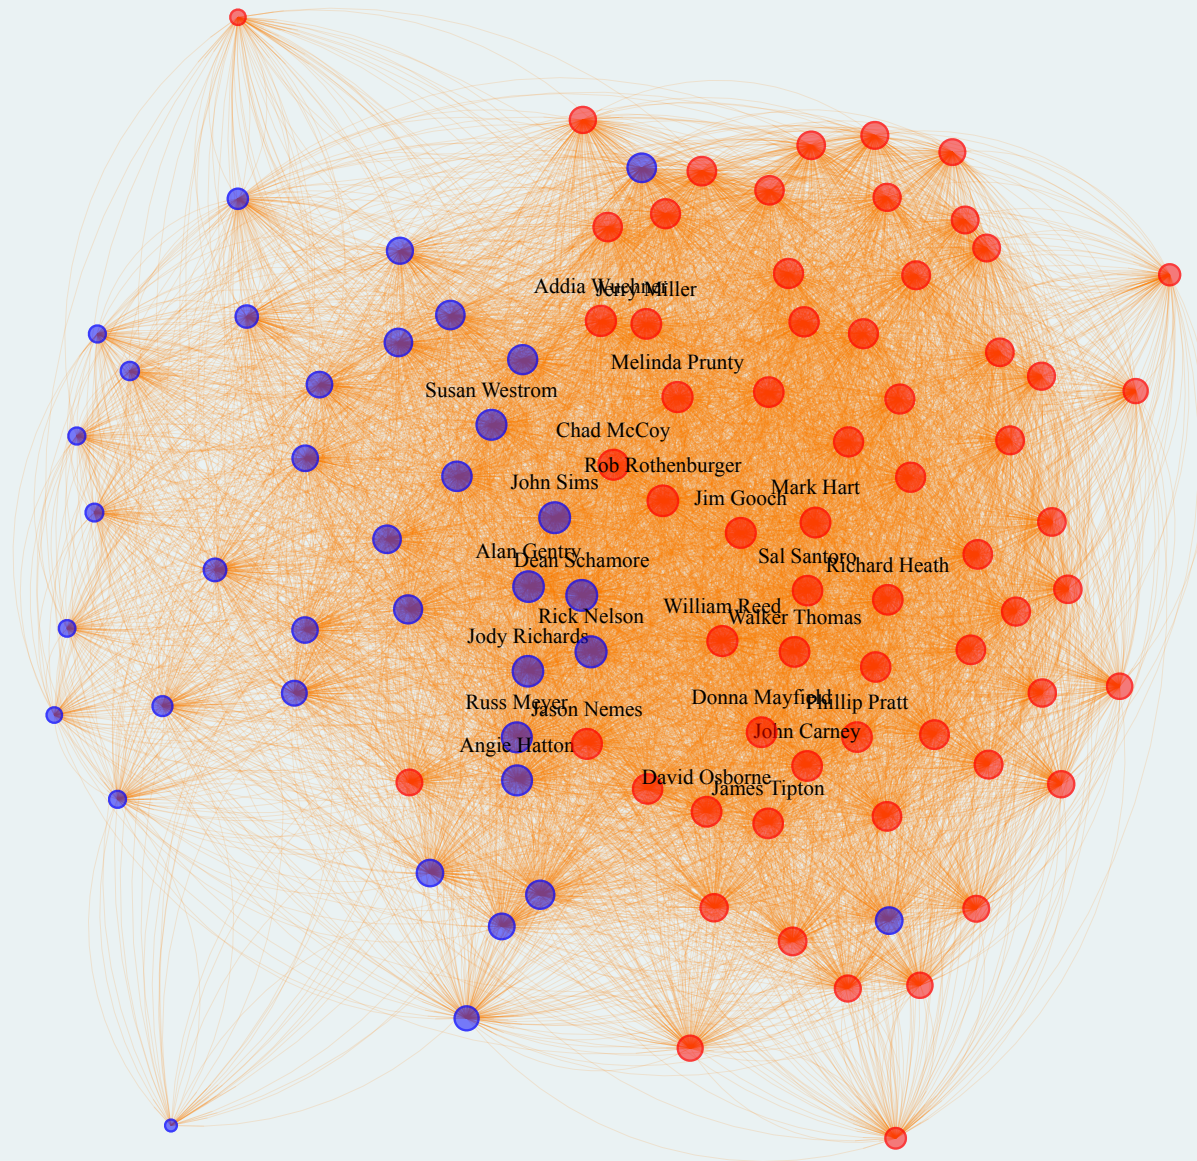 Addia Wuchner
Jerry Miller
Melinda Prunty
Susan Westrom
Chad McCoy
Rob Rothenburger
John Sims
Mark Hart
Jim Gooch
Alan Gentry
Dean Schamore
Sal Santoro
Richard Heath
William Reed
Rick Nelson
Walker Thomas
Jody Richards
Donna Mayfield
Russ Meyer
Phillip Pratt
Jason Nemes
John Carney
Angie Hatton
David Osborne
James Tipton